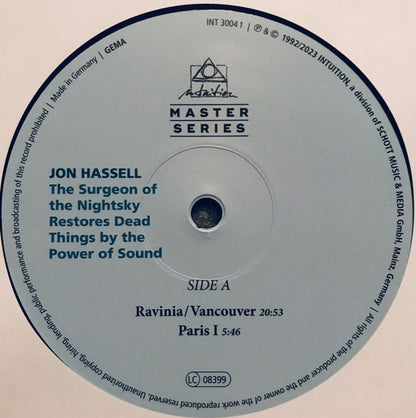 INT 30041 | ℗ & © 1992/2023 INTUITION, a division of SCHOTT MUSIC & MEDIA GmbH, Mainz, Germany | All rights of the producer and the owner of the work reproduced reserved. Unauthorized copying, hiring, lending, public performance and broadcasting of this record prohibited | Made in Germany | GEMA
intuition
MASTER
SERIES
JON HASSELL
The Surgeon of
the Nightsky
Restores Dead
Things by the
Power of Sound
SIDE A
Ravinia/Vancouver 20:53
Paris I 5:46
LC 08399